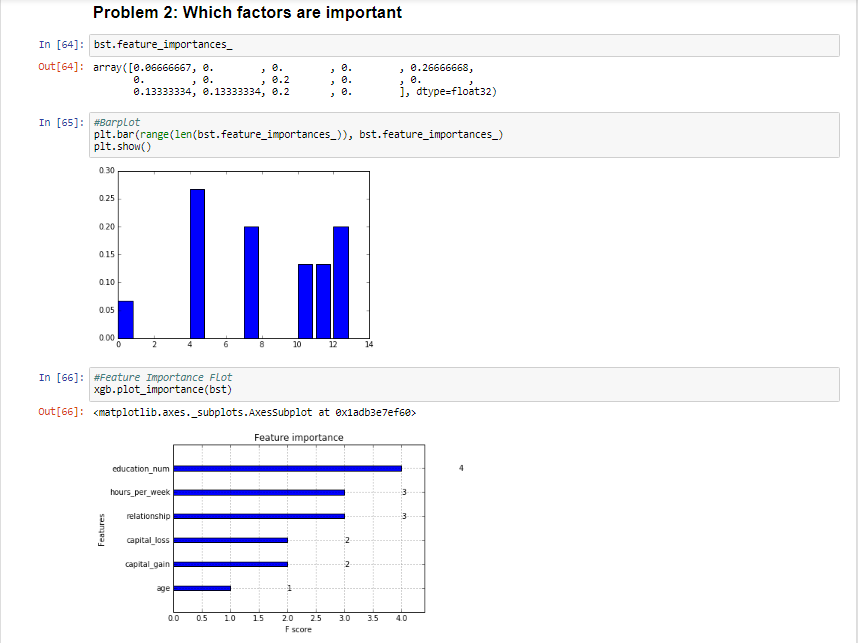 Problem 2: Which factors are important
In [64]: bst.feature_importances_
Out[64]: array([0.06666667, 0. , 0. , 0. , 0.26666668,
0. , 0. , 0.2 , 0. , 0. ,
0.13333334, 0.13333334, 0.2 , 0. ], dtype=float32)
In [65]: #Barplot
plt.bar(range(len(bst.feature_importances_)), bst.feature_importances_)
plt.show()
0.30
0.25
0.20
0.15
0.10
0.05
0.00
0 2 4 6 8 10 12 14
In [66]: #Feature Importance Flot
xgb.plot_importance(bst)
Out[66]: <matplotlib.axes._subplots.AxesSubplot at 0x1adb3e7ef60>
Feature importance
education_num 4
hours_per_week 3
relationship 3
capital_loss 2
capital_gain 2
age 1
Features
0.0 0.5 1.0 1.5 2.0 2.5 3.0 3.5 4.0
F score